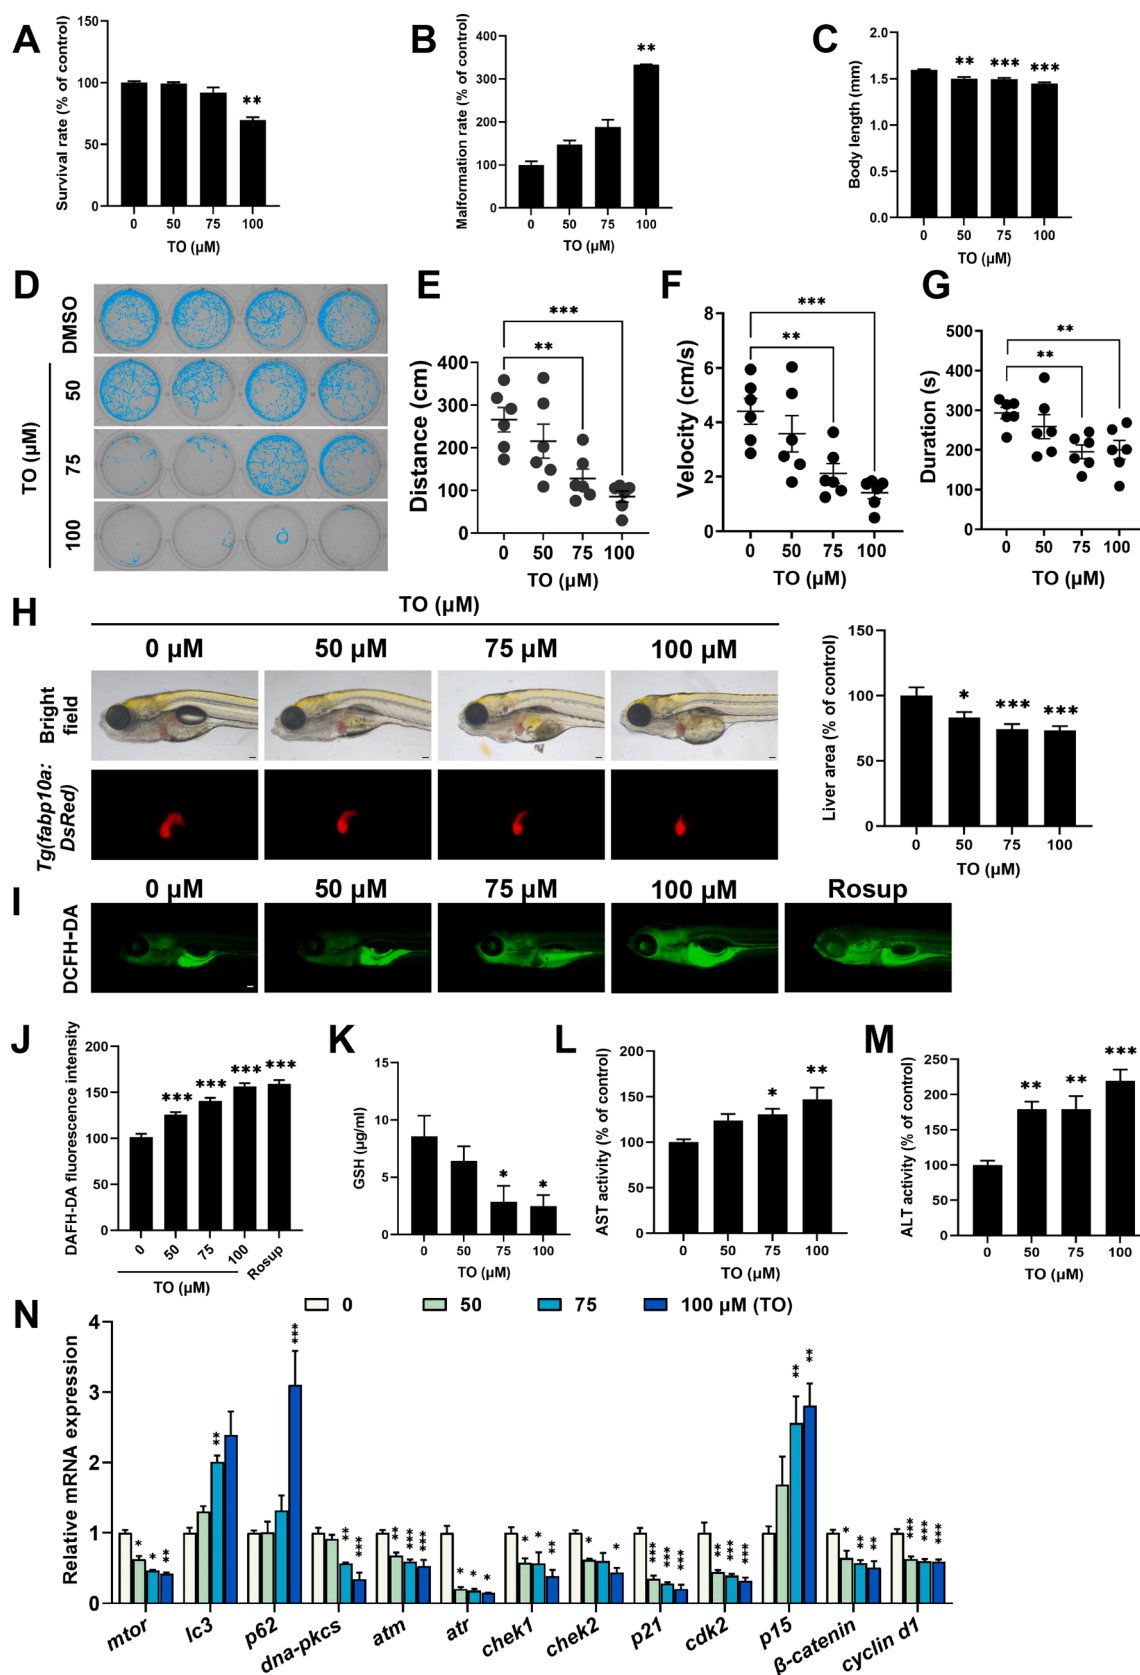 A
Survival rate (% of control)
150
100
50
0
**
0 50 75 100
TO (μM)
B
Malformation rate (% of control)
400
300
200
100
0
**
0 50 75 100
TO (μM)
C
Body length (mm)
2.0
1.5
1.0
0.5
0.0
** *** ***
0 50 75 100
TO (μM)
D
DMSO
50
75
100
TO (μM)
E
Distance (cm)
400
300
200
100
0
***
**
0 50 75 100
TO (μM)
F
Velocity (cm/s)
8
6
4
2
0
***
**
0 50 75 100
TO (μM)
G
Duration (s)
500
400
300
200
100
0
**
**
0 50 75 100
TO (μM)
H
TO (μM)
0 μM 50 μM 75 μM 100 μM
Bright
field
Tg(fabp10a:
DsRed)
Liver area (% of control)
150
100
50
0
* *** ***
0 50 75 100
TO (μM)
I
0 μM 50 μM 75 μM 100 μM Rosup
DCFH-DA
J
DAFH-DA fluorescence intensity
200
150
100
50
0
*** *** *** ***
0 50 75 100 Rosup
TO (μM)
K
GSH (μg/ml)
15
10
5
0
* *
0 50 75 100
TO (μM)
L
AST activity (% of control)
200
150
100
50
0
* **
0 50 75 100
TO (μM)
M
ALT activity (% of control)
250
200
150
100
50
0
** ** ***
0 50 75 100
TO (μM)
N
0 50 75 100 μM (TO)
Relative mRNA expression
4
3
2
1
0
* * **
**
***
** ***
** *** ***
* * *
* * **
* *
*** *** ***
** *** ***
** **
* ** **
*** *** ***
mtor lc3 p62 dna-pkcs atm atr chek1 chek2 p21 cdk2 p15 β-catenin cyclin d1